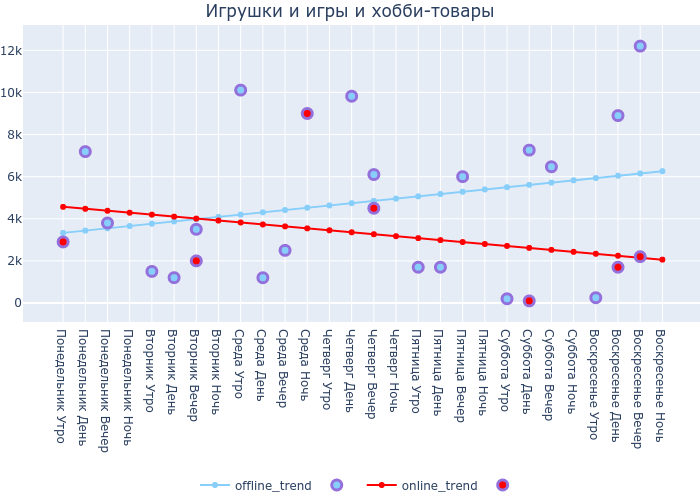 Игрушки и игры и хобби-товары
12k
10k
8k
6k
4k
2k
0
Понедельник Утро
Понедельник День
Понедельник Вечер
Понедельник Ночь
Вторник Утро
Вторник День
Вторник Вечер
Вторник Ночь
Среда Утро
Среда День
Среда Вечер
Среда Ночь
Четверг Утро
Четверг День
Четверг Вечер
Четверг Ночь
Пятница Утро
Пятница День
Пятница Вечер
Пятница Ночь
Суббота Утро
Суббота День
Суббота Вечер
Суббота Ночь
Воскресенье Утро
Воскресенье День
Воскресенье Вечер
Воскресенье Ночь
offline_trend
online_trend